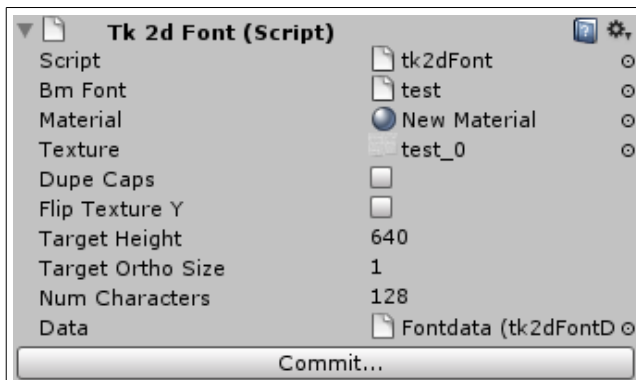 Tk 2d Font (Script)
Script tk2dFont
Bm Font test
Material New Material
Texture test_0
Dupe Caps
Flip Texture Y
Target Height 640
Target Ortho Size 1
Num Characters 128
Data Fontdata (tk2dFontD
Commit...